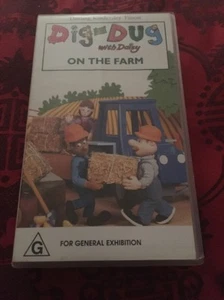 Dig and Dug
with Daisy
ON THE FARM
G
FOR GENERAL EXHIBITION